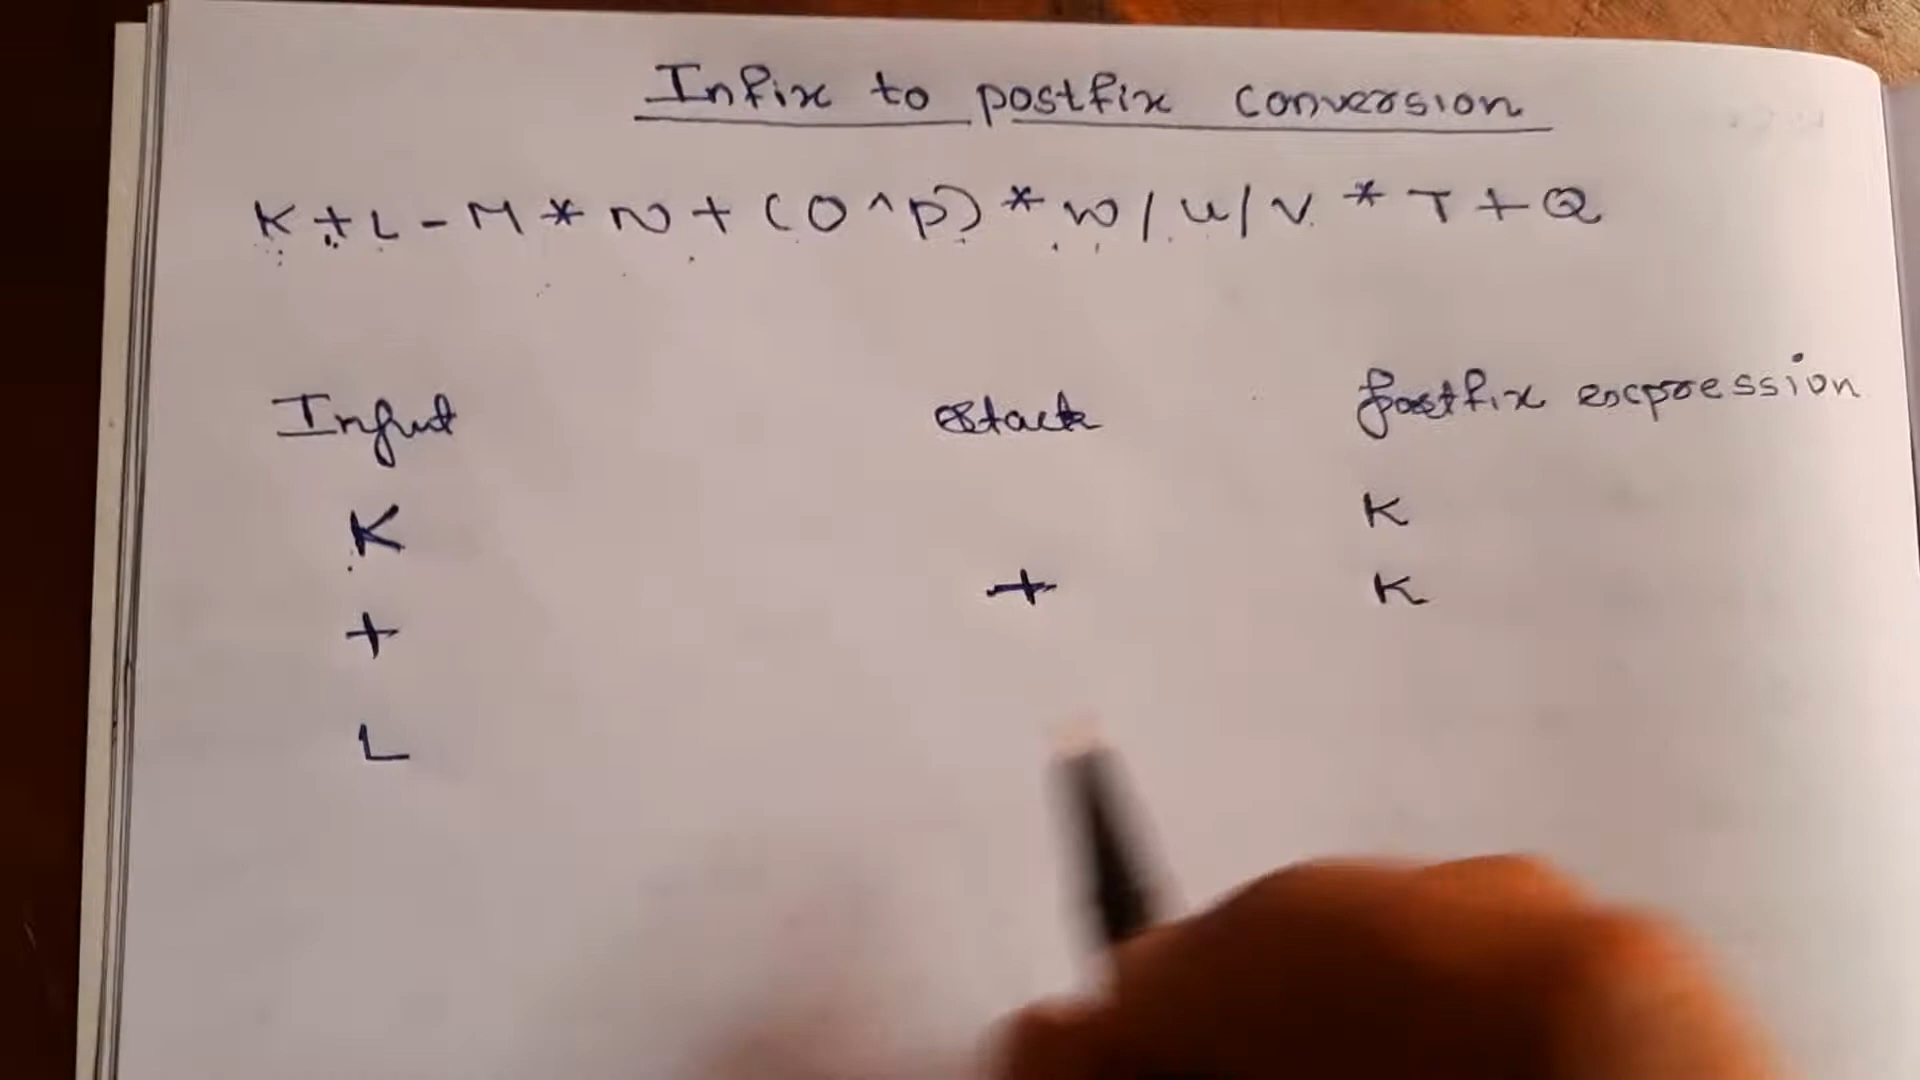 Infix to postfix conversion
K + L - M * N + ( O ^ P ) * W / U / V * T + Q
Input Stack Postfix expression
K K
+ + K
L